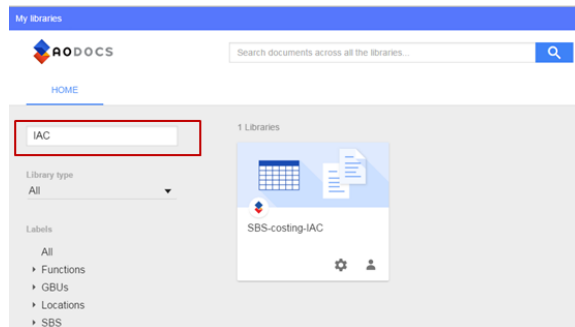 My libraries
AODOCS
Search documents across all the libraries...
HOME
IAC
1 Libraries
Library type
All
SBS-costing-IAC
Labels
All
Functions
GBUs
Locations
SBS